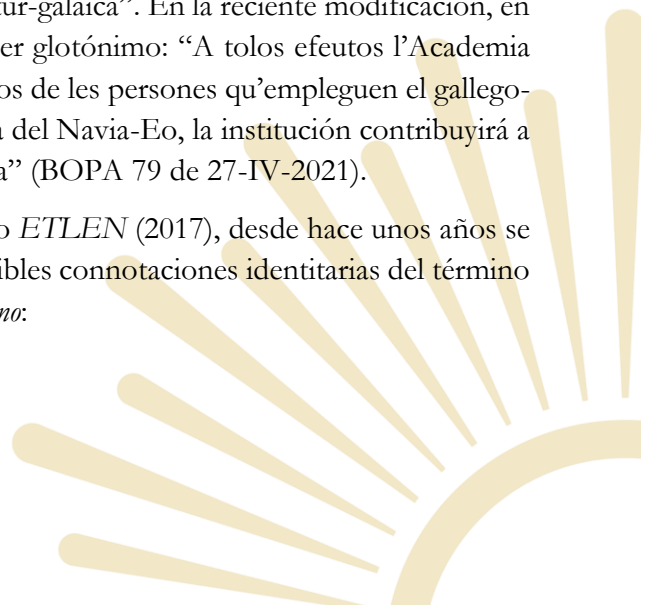 tur-galaica”. En la reciente modificación, en
er glotónimo: “A tolos efeutos l’Academia
os de les persones qu’empleguen el gallego-
a del Navia-Eo, la institución contribuyirá a
a” (BOPA 79 de 27-IV-2021).
o ETLEN (2017), desde hace unos años se
ibles connotaciones identitarias del término
no: